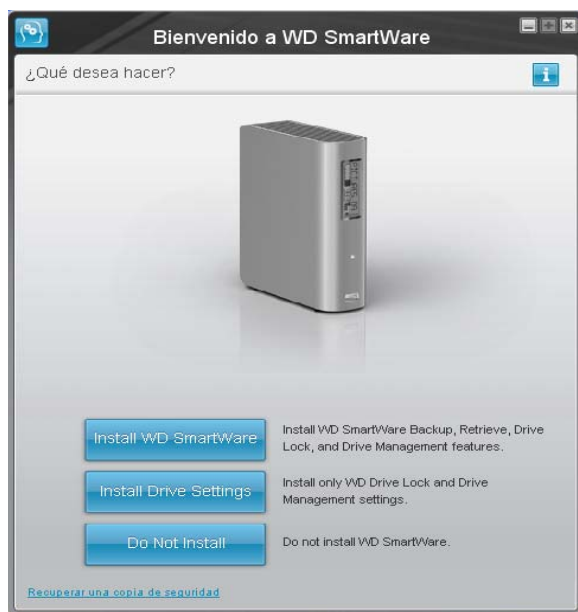 Bienvenido a WD SmartWare
¿Qué desea hacer?
Install WD SmartWare
Install WD SmartWare Backup, Retrieve, Drive
Lock, and Drive Management features.
Install Drive Settings
Install only WD Drive Lock and Drive
Management settings.
Do Not Install
Do not install WD SmartWare.
Recuperar una copia de seguridad